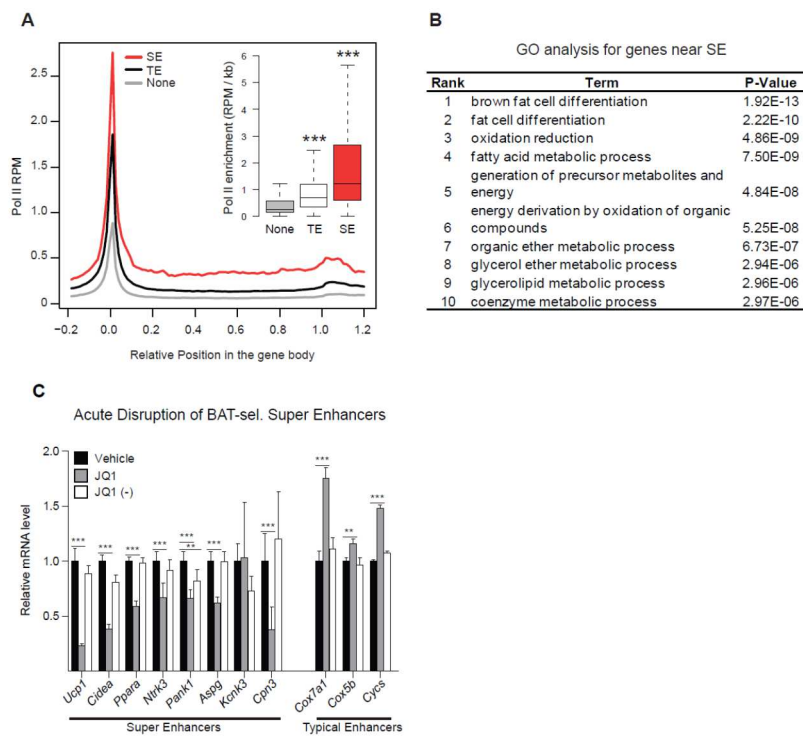 A
SE
TE
None
Pol II RPM
2.5
2.0
1.5
1.0
0.5
0
−0.2 0.0 0.2 0.4 0.6 0.8 1.0 1.2
Relative Position in the gene body
Pol II enrichment (RPM / kb)
6
5
4
3
2
1
0
***
***
None TE SE
B
GO analysis for genes near SE
Rank Term P-Value
1 brown fat cell differentiation 1.92E-13
2 fat cell differentiation 2.22E-10
3 oxidation reduction 4.86E-09
4 fatty acid metabolic process 7.50E-09
generation of precursor metabolites and
5 energy 4.84E-08
energy derivation by oxidation of organic
6 compounds 5.25E-08
7 organic ether metabolic process 6.73E-07
8 glycerol ether metabolic process 2.94E-06
9 glycerolipid metabolic process 2.96E-06
10 coenzyme metabolic process 2.97E-06
C
Acute Disruption of BAT-sel. Super Enhancers
Vehicle
JQ1
JQ1 (-)
Relative mRNA level
2.0
1.5
1.0
0.5
*** *** *** *** *** ** *** *** *** ** ***
Ucp1 Cidea Ppara Ntrk3 Pank1 Aspg Kcnk3 Cpn3 Cox7a1 Cox5b Cycs
Super Enhancers Typical Enhancers